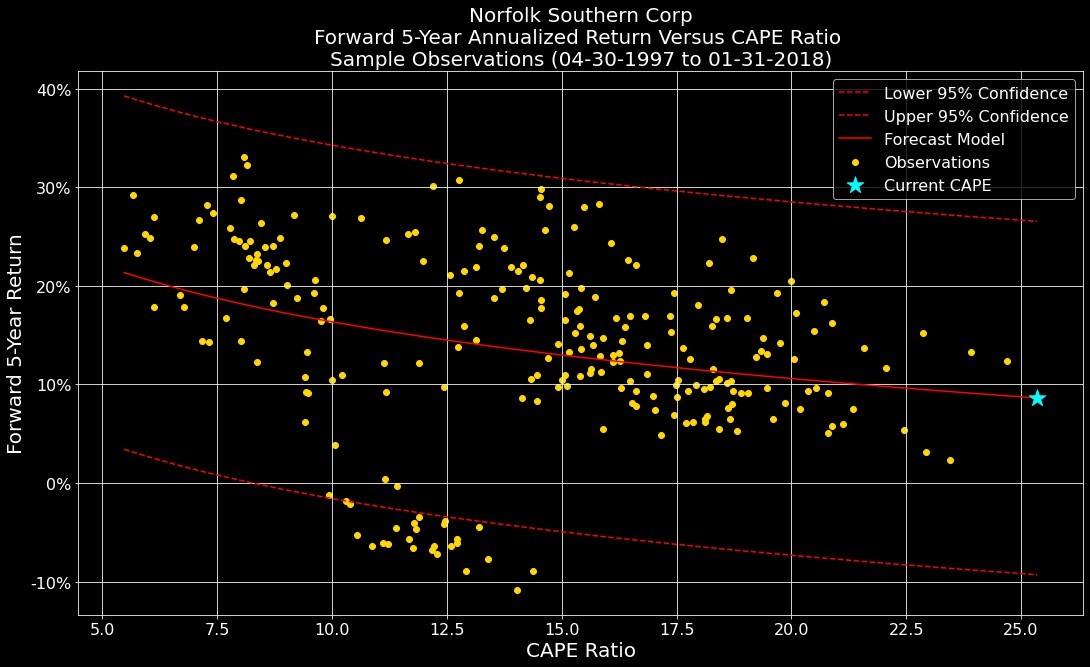 Norfolk Southern Corp
Forward 5-Year Annualized Return Versus CAPE Ratio
Sample Observations (04-30-1997 to 01-31-2018)
Lower 95% Confidence
Upper 95% Confidence
Forecast Model
Observations
Current CAPE
Forward 5-Year Return
40%
30%
20%
10%
0%
-10%
5.0 7.5 10.0 12.5 15.0 17.5 20.0 22.5 25.0
CAPE Ratio